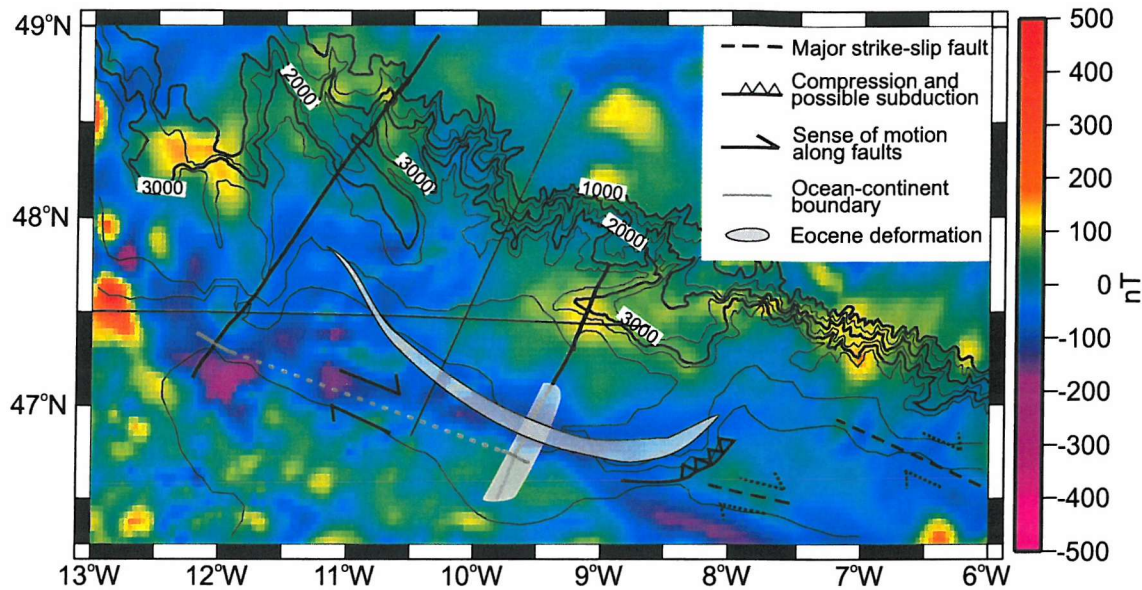 49°N
48°N
47°N
13°W
12°W
11°W
10°W
9°W
8°W
7°W
6°W
2000
3000
3000
1000
2000
3000
Major strike-slip fault
Compression and
possible subduction
Sense of motion
along faults
Ocean-continent
boundary
Eocene deformation
500
400
300
200
100
0
-100
-200
-300
-400
-500
nT